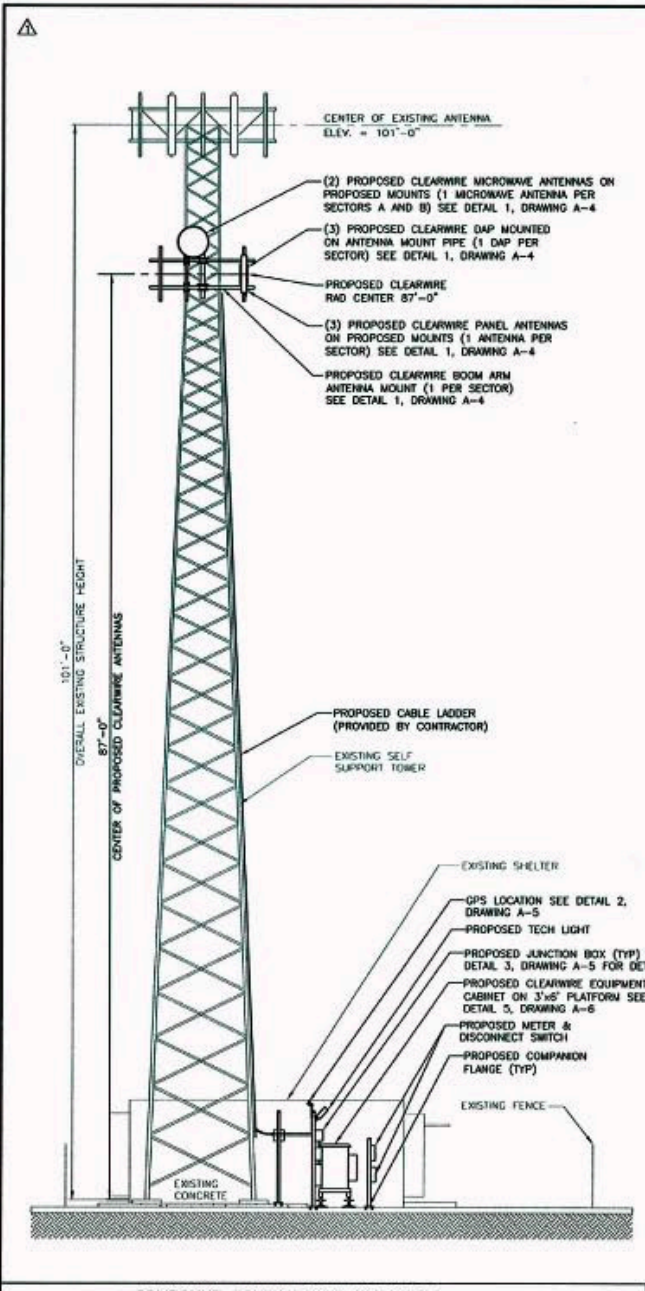 1
CENTER OF EXISTING ANTENNA
ELEV. = 101'-0"
(2) PROPOSED CLEARWIRE MICROWAVE ANTENNAS ON
PROPOSED MOUNTS (1 MICROWAVE ANTENNA PER
SECTORS A AND B) SEE DETAIL 1, DRAWING A-4
(3) PROPOSED CLEARWIRE DAP MOUNTED
ON ANTENNA MOUNT PIPE (1 DAP PER
SECTOR) SEE DETAIL 1, DRAWING A-4
PROPOSED CLEARWIRE
RAD CENTER 87'-0"
(3) PROPOSED CLEARWIRE PANEL ANTENNAS
ON PROPOSED MOUNTS (1 ANTENNA PER
SECTOR) SEE DETAIL 1, DRAWING A-4
PROPOSED CLEARWIRE BOOM ARM
ANTENNA MOUNT (1 PER SECTOR)
SEE DETAIL 1, DRAWING A-4
101'-0"
OVERALL EXISTING STRUCTURE HEIGHT
87'-0"
CENTER OF PROPOSED CLEARWIRE ANTENNAS
PROPOSED CABLE LADDER
(PROVIDED BY CONTRACTOR)
EXISTING SELF
SUPPORT TOWER
EXISTING SHELTER
GPS LOCATION SEE DETAIL 2,
DRAWING A-5
PROPOSED TECH LIGHT
PROPOSED JUNCTION BOX (TYP)
DETAIL 3, DRAWING A-5 FOR DET
PROPOSED CLEARWIRE EQUIPMENT
CABINET ON 3'x6' PLATFORM SEE
DETAIL 5, DRAWING A-6
PROPOSED METER &
DISCONNECT SWITCH
PROPOSED COMPANION
FLANGE (TYP)
EXISTING FENCE
EXISTING
CONCRETE